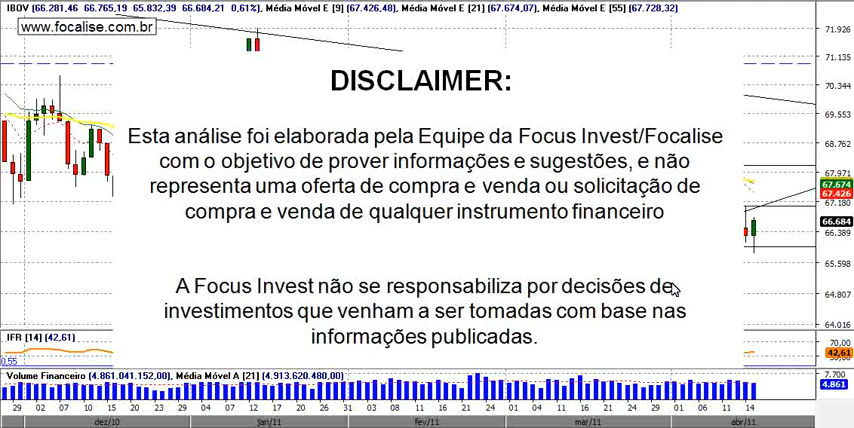 IBOV (66.281,46 66.765,19 65.832,39 66.684,21 0,61%), Média Móvel E [9] (67.426,48), Média Móvel E [21] (67.674,07), Média Móvel E [55] (67.728,32)
www.focalise.com.br
71.926
71.135
70.344
69.553
68.762
67.971
67.674
67.426
67.180
66.684
66.389
65.598
64.807
64.016
DISCLAIMER:
Esta análise foi elaborada pela Equipe da Focus Invest/Focalise
com o objetivo de prover informações e sugestões, e não
representa uma oferta de compra e venda ou solicitação de
compra e venda de qualquer instrumento financeiro
A Focus Invest não se responsabiliza por decisões de
investimentos que venham a ser tomadas com base nas
informações publicadas.
IFR [14] (42,61)
70,00
42,61
0,55
Volume Financeiro (4.861.041.152,00), Média Móvel A [21] (4.913.620.480,00)
7.700
4.861
29 02 07 10 15 20 23 29 04 07 12 17 20 26 31 03 08 11 16 21 24 01 04 11 16 21 24 29 01 06 11 14
dez/10 jan/11 fev/11 mar/11 abr/11